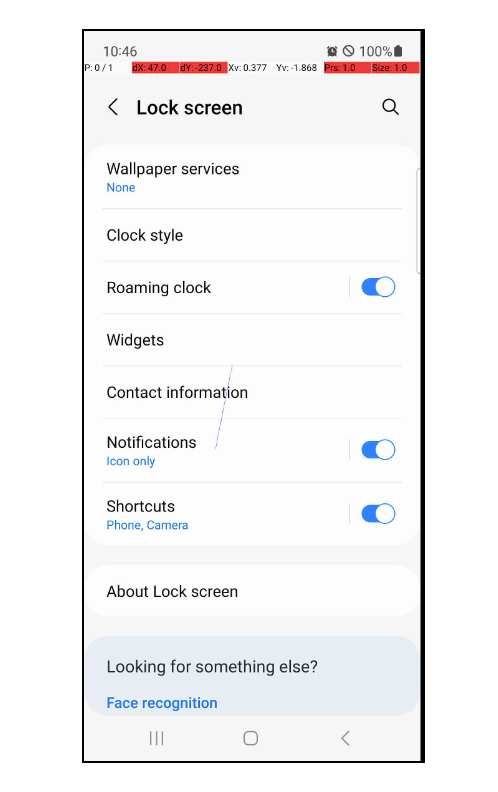 10:46 100%
P: 0 / 1 dX: 47.0 dY: -237.0 Xv: 0.377 Yv: -1.868 Prs: 1.0 Size: 1.0
Lock screen
Wallpaper services
None
Clock style
Roaming clock
Widgets
Contact information
Notifications
Icon only
Shortcuts
Phone, Camera
About Lock screen
Looking for something else?
Face recognition